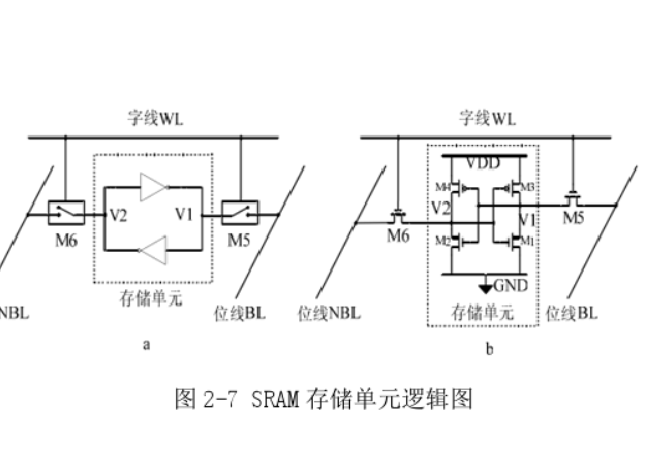 字线WL
字线WL
VDD
M4
M3
V2
V1
V2
V1
M5
M6
M5
M6
M2
M1
GND
存储单元
存储单元
NBL
位线BL
位线NBL
位线BL
a
b
图 2-7 SRAM 存储单元逻辑图